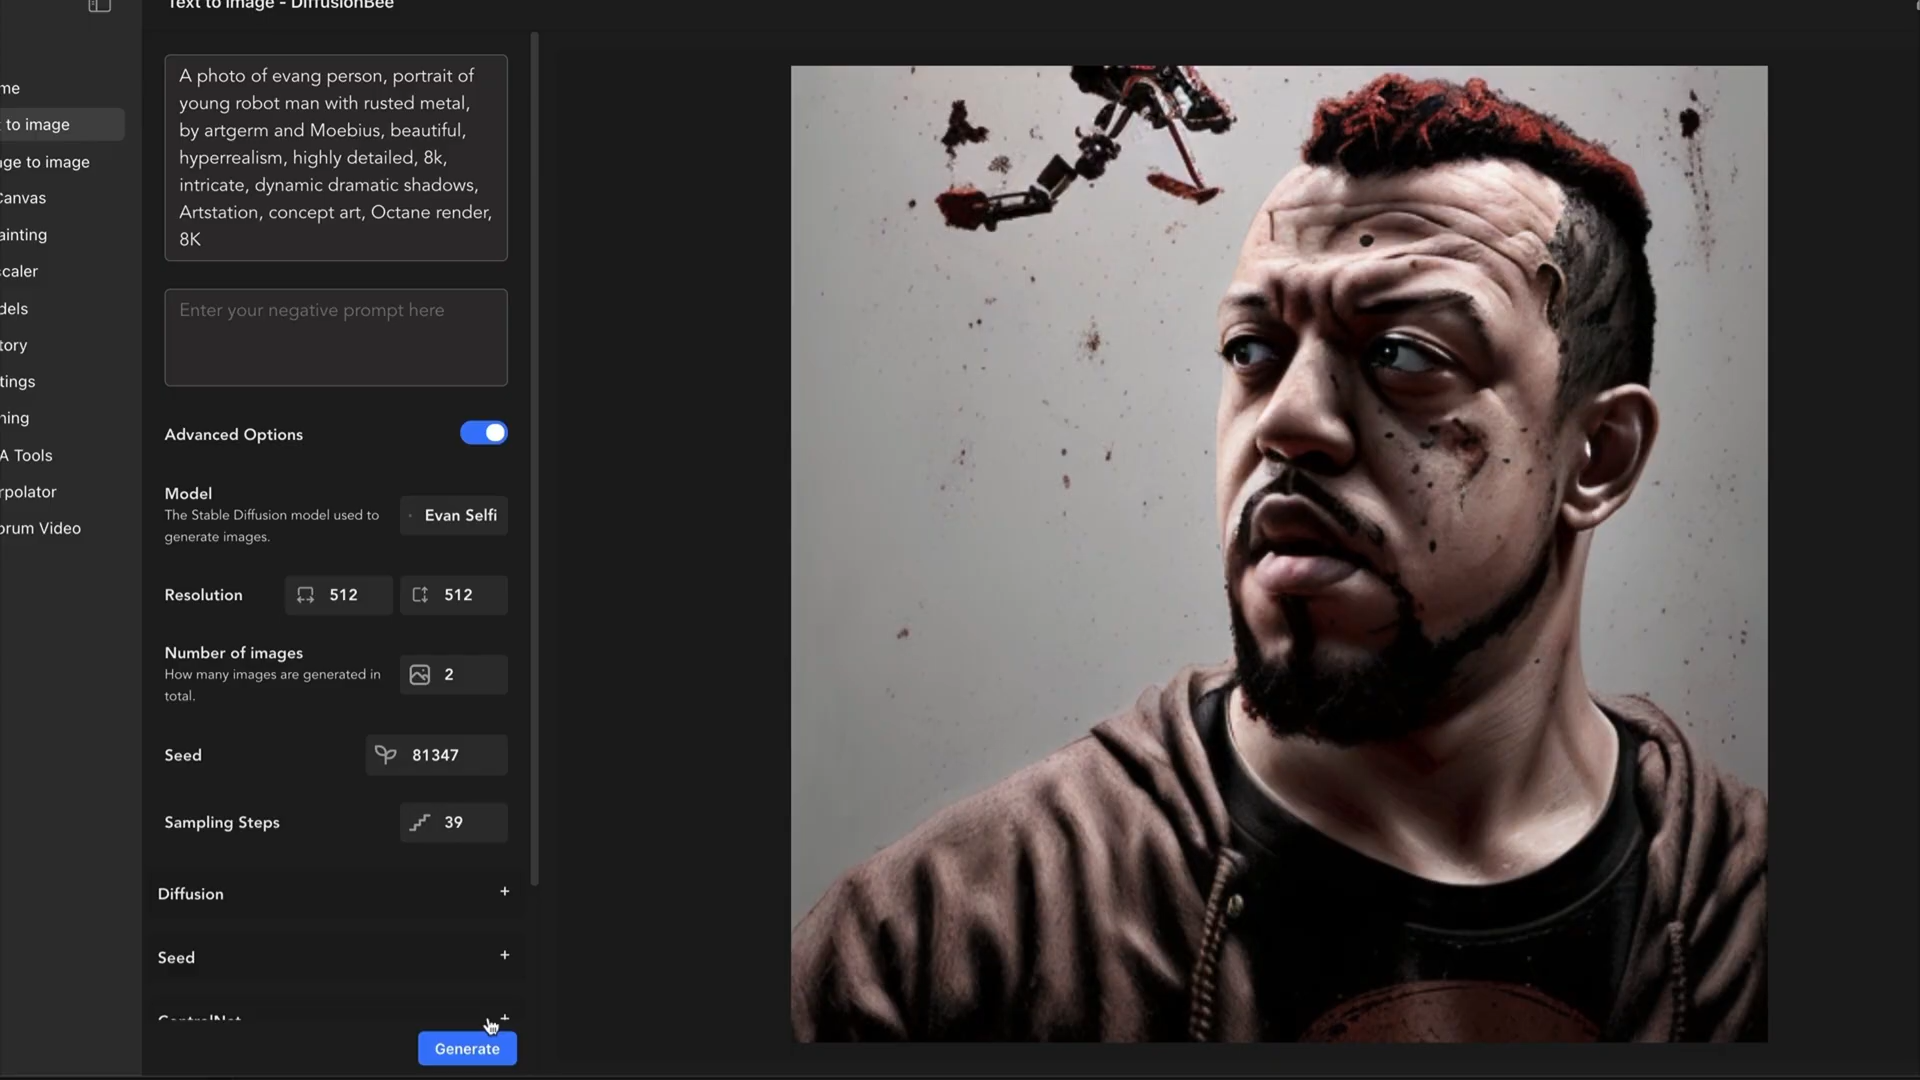 Text to image - DiffusionBee
me
to image
ge to image
Canvas
ainting
scaler
dels
tory
tings
ning
A Tools
rpolator
orum Video
A photo of evang person, portrait of
young robot man with rusted metal,
by artgerm and Moebius, beautiful,
hyperrealism, highly detailed, 8k,
intricate, dynamic dramatic shadows,
Artstation, concept art, Octane render,
8K
Enter your negative prompt here
Advanced Options
Model
The Stable Diffusion model used to
generate images.
Evan Selfi
Resolution 512 512
Number of images
How many images are generated in
total.
2
Seed 81347
Sampling Steps 39
Diffusion +
Seed +
ControlNet +
Generate